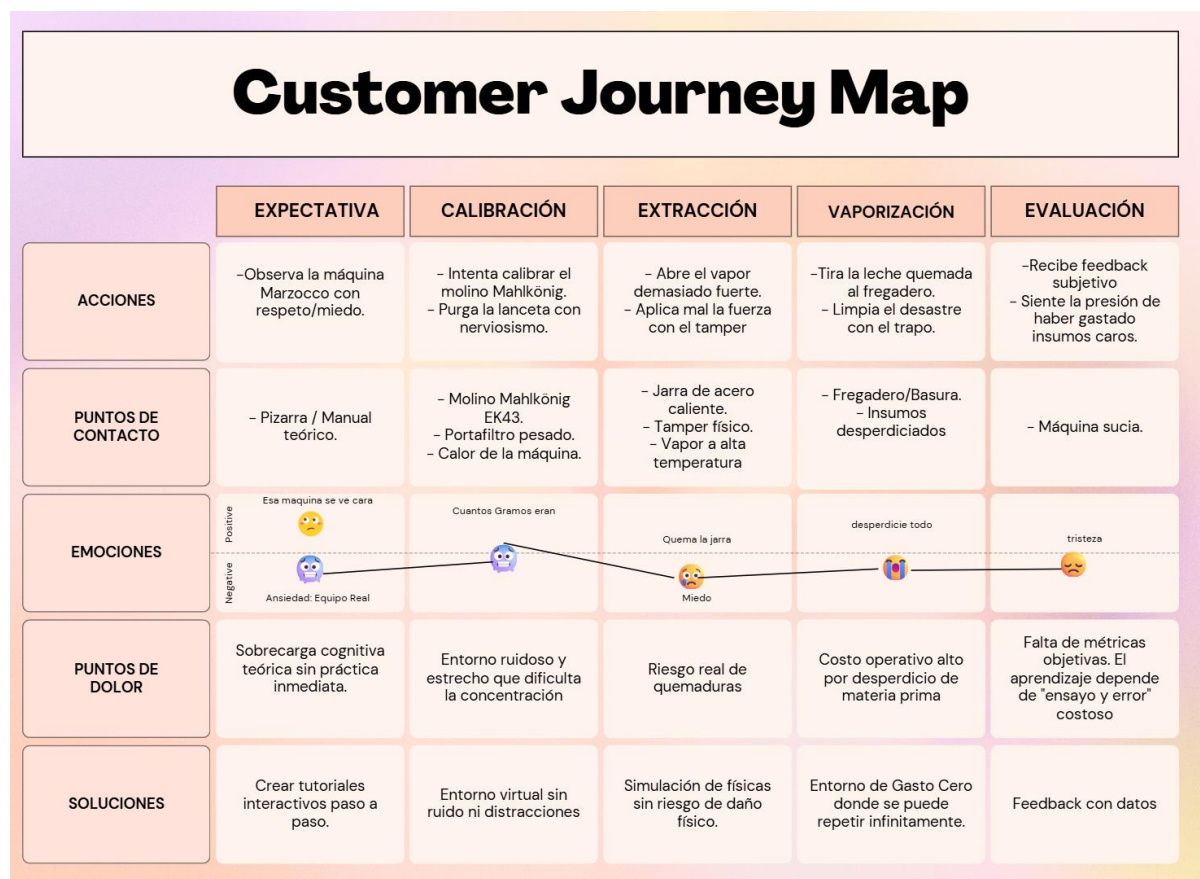 Customer Journey Map
EXPECTATIVA
CALIBRACIÓN
EXTRACCIÓN
VAPORIZACIÓN
EVALUACIÓN
ACCIONES
-Observa la máquina
Marzocco con
respeto/miedo.
- Intenta calibrar el
molino Mahlkönig.
- Purga la lanceta con
nerviosismo.
- Abre el vapor
demasiado fuerte.
- Aplica mal la fuerza
con el tamper
-Tira la leche quemada
al fregadero.
- Limpia el desastre
con el trapo.
-Recibe feedback
subjetivo
- Siente la presión de
haber gastado
insumos caros.
PUNTOS DE
CONTACTO
- Pizarra / Manual
teórico.
- Molino Mahlkönig
EK43.
- Portafiltro pesado.
- Calor de la máquina.
- Jarra de acero
caliente.
- Tamper físico.
- Vapor a alta
temperatura
- Fregadero/Basura.
- Insumos
desperdiciados
- Máquina sucia.
EMOCIONES
Positive
Negative
Esa maquina se ve cara
Ansiedad: Equipo Real
Cuantos Gramos eran
Quema la jarra
Miedo
desperdicie todo
tristeza
PUNTOS DE
DOLOR
Sobrecarga cognitiva
teórica sin práctica
inmediata.
Entorno ruidoso y
estrecho que dificulta
la concentración
Riesgo real de
quemaduras
Costo operativo alto
por desperdicio de
materia prima
Falta de métricas
objetivas. El
aprendizaje depende
de "ensayo y error"
costoso
SOLUCIONES
Crear tutoriales
interactivos paso a
paso.
Entorno virtual sin
ruido ni distracciones
Simulación de físicas
sin riesgo de daño
físico.
Entorno de Gasto Cero
donde se puede
repetir infinitamente.
Feedback con datos